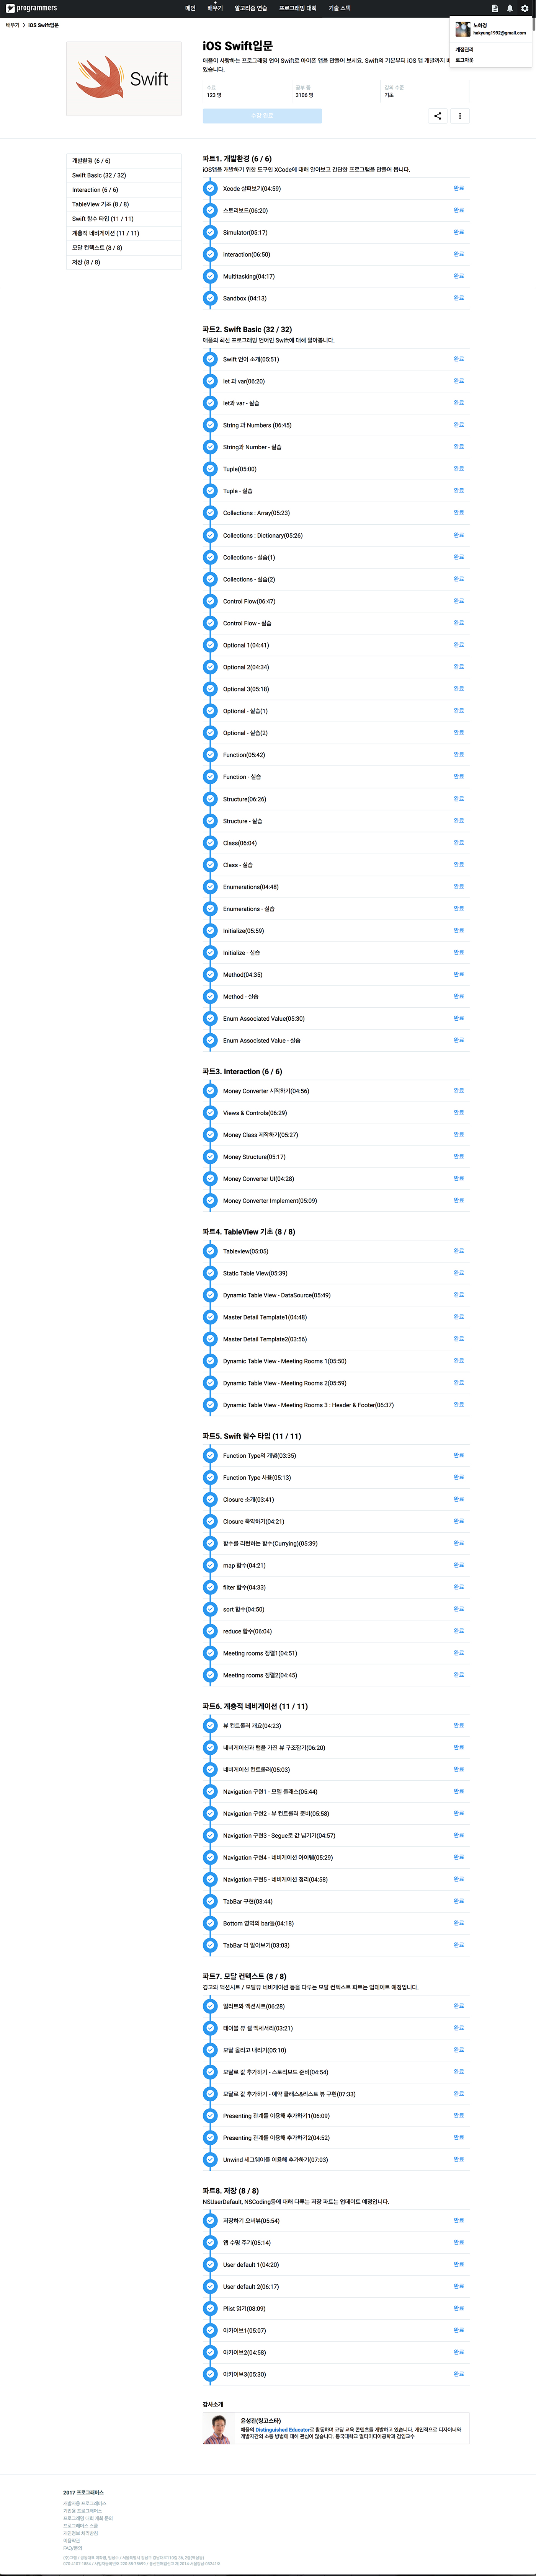 programmers
메인 배우기 알고리즘 연습 프로그래밍 대회 기술 스택
배우기 > iOS Swift입문
노하경
hakyung1992@gmail.com
계정관리
로그아웃
Swift
iOS Swift입문
애플이 사랑하는 프로그래밍 언어 Swift로 아이폰 앱을 만들어 보세요. Swift의 기본부터 iOS 앱 개발까지
있습니다.
수료
123 명
공부 중
3106 명
강의 수준
기초
수료 완료
개발환경 (6 / 6)
Swift Basic (32 / 32)
Interaction (6 / 6)
TableView 기초 (8 / 8)
Swift 함수 타입 (11 / 11)
계층적 네비게이션 (11 / 11)
모달 컨텍스트 (8 / 8)
저장 (8 / 8)
파트1. 개발환경 (6 / 6)
iOS앱을 개발하기 위한 도구인 XCode에 대해 알아보고 간단한 프로그램을 만들어 봅니다.
Xcode 살펴보기(04:59) 완료
스토리보드(06:20) 완료
Simulator(05:17) 완료
interaction(06:50) 완료
Multitasking(04:17) 완료
Sandbox (04:13) 완료
파트2. Swift Basic (32 / 32)
애플의 최신 프로그래밍 언어인 Swift에 대해 알아봅니다.
Swift 언어 소개(05:51) 완료
let 과 var(06:20) 완료
let과 var - 실습 완료
String 과 Numbers (06:45) 완료
String과 Number - 실습 완료
Tuple(05:00) 완료
Tuple - 실습 완료
Collections : Array(05:23) 완료
Collections : Dictionary(05:26) 완료
Collections - 실습(1) 완료
Collections - 실습(2) 완료
Control Flow(06:47) 완료
Control Flow - 실습 완료
Optional 1(04:41) 완료
Optional 2(04:34) 완료
Optional 3(05:18) 완료
Optional - 실습(1) 완료
Optional - 실습(2) 완료
Function(05:42) 완료
Function - 실습 완료
Structure(06:26) 완료
Structure - 실습 완료
Class(06:04) 완료
Class - 실습 완료
Enumerations(04:48) 완료
Enumerations - 실습 완료
Initialize(05:59) 완료
Initialize - 실습 완료
Method(04:35) 완료
Method - 실습 완료
Enum Associated Value(05:30) 완료
Enum Associsted Value - 실습 완료
파트3. Interaction (6 / 6)
Money Converter 시작하기(04:56) 완료
Views & Controls(06:29) 완료
Money Class 제작하기(05:27) 완료
Money Structure(05:17) 완료
Money Converter UI(04:28) 완료
Money Converter Implement(05:09) 완료
파트4. TableView 기초 (8 / 8)
Tableview(05:05) 완료
Static Table View(05:39) 완료
Dynamic Table View - DataSource(05:49) 완료
Master Detail Template1(04:48) 완료
Master Detail Template2(03:56) 완료
Dynamic Table View - Meeting Rooms 1(05:50) 완료
Dynamic Table View - Meeting Rooms 2(05:59) 완료
Dynamic Table View - Meeting Rooms 3 : Header & Footer(06:37) 완료
파트5. Swift 함수 타입 (11 / 11)
Function Type의 개념(03:35) 완료
Function Type 사용(05:13) 완료
Closure 소개(03:41) 완료
Closure 축약하기(04:21) 완료
함수를 리턴하는 함수(Currying)(05:39) 완료
map 함수(04:21) 완료
filter 함수(04:33) 완료
sort 함수(04:50) 완료
reduce 함수(06:04) 완료
Meeting rooms 정렬1(04:51) 완료
Meeting rooms 정렬2(04:45) 완료
파트6. 계층적 네비게이션 (11 / 11)
뷰 컨트롤러 개요(04:23) 완료
네비게이션과 탭을 가진 뷰 구조잡기(06:20) 완료
네비게이션 컨트롤러(05:03) 완료
Navigation 구현1 - 모델 클래스(05:44) 완료
Navigation 구현2 - 뷰 컨트롤러 준비(05:58) 완료
Navigation 구현3 - Segue로 값 넘기기(04:57) 완료
Navigation 구현4 - 네비게이션 아이템(05:29) 완료
Navigation 구현5 - 네비게이션 정리(04:58) 완료
TabBar 구현(03:44) 완료
Bottom 영역의 bar들(04:18) 완료
TabBar 더 알아보기(03:03) 완료
파트7. 모달 컨텍스트 (8 / 8)
경고와 액션시트 / 모달뷰 네비게이션 등을 다루는 모달 컨텍스트 파트는 업데이트 예정입니다.
얼러트와 액션시트(06:28) 완료
테이블 뷰 셀 액세서리(03:21) 완료
모달 올리고 내리기(05:10) 완료
모달로 값 추가하기 - 스토리보드 준비(04:54) 완료
모달로 값 추가하기 - 예약 클래스&리스트 뷰 구현(07:33) 완료
Presenting 관계를 이용해 추가하기1(06:09) 완료
Presenting 관계를 이용해 추가하기2(04:52) 완료
Unwind 세그웨이를 이용해 추가하기(07:03) 완료
파트8. 저장 (8 / 8)
NSUserDefault, NSCoding등에 대해 다루는 저장 파트는 업데이트 예정입니다.
저장하기 오버뷰(05:54) 완료
앱 수명 주기(05:14) 완료
User default 1(04:20) 완료
User default 2(06:17) 완료
Plist 읽기(08:09) 완료
아카이브1(05:07) 완료
아카이브2(04:58) 완료
아카이브3(05:30) 완료
강사소개
윤성관(링고스타)
애플의 Distinguished Educator로 활동하며 코딩 교육 콘텐츠를 개발하고 있습니다. 개인적으로 디자이너와
개발자간의 소통 방법에 대해 관심이 많습니다. 동국대학교 멀티미디어공학과 겸임교수
2017 프로그래머스
개발자용 프로그래머스
기업용 프로그래머스
프로그래밍 대회 개최 문의
프로그래머스 스쿨
개인정보 처리방침
이용약관
FAQ/문의